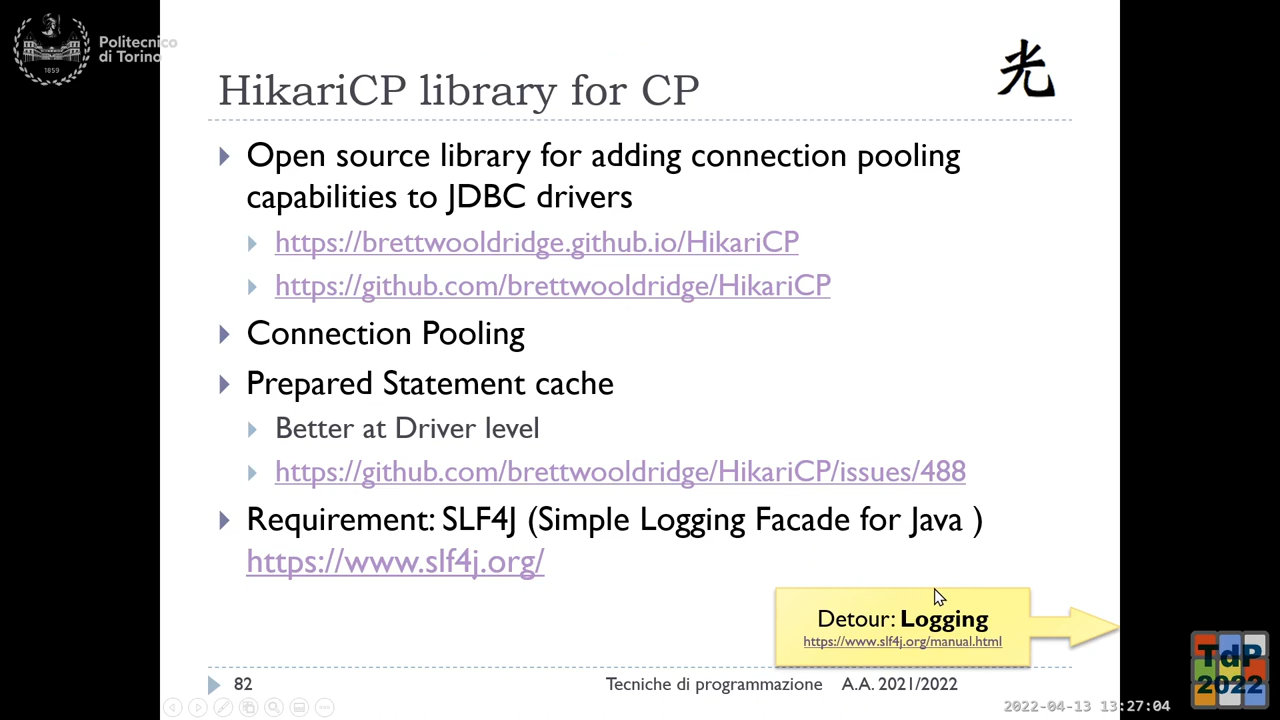 Politecnico
di Torino
1859
HikariCP library for CP
光
Open source library for adding connection pooling
capabilities to JDBC drivers
https://brettwooldridge.github.io/HikariCP
https://github.com/brettwooldridge/HikariCP
Connection Pooling
Prepared Statement cache
Better at Driver level
https://github.com/brettwooldridge/HikariCP/issues/488
Requirement: SLF4J (Simple Logging Facade for Java )
https://www.slf4j.org/
Detour: Logging
https://www.slf4j.org/manual.html
82
Tecniche di programmazione A.A. 2021/2022
TdP
2022
2022-04-13 13:27:04